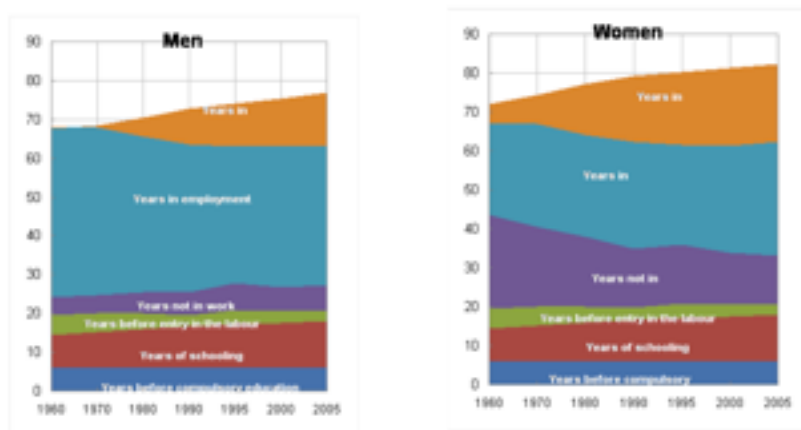 Men
90
80
70
60
50
40
30
20
10
0
Years in
Years in employment
Years not in work
Years before entry in the labour
Years of schooling
Years before compulsory education
1960 1970 1980 1990 1995 2000 2005
Women
90
80
70
60
50
40
30
20
10
0
Years in
Years in
Years not in
Years before entry in the labour
Years of schooling
Years before compulsory
1960 1970 1980 1990 1995 2000 2005